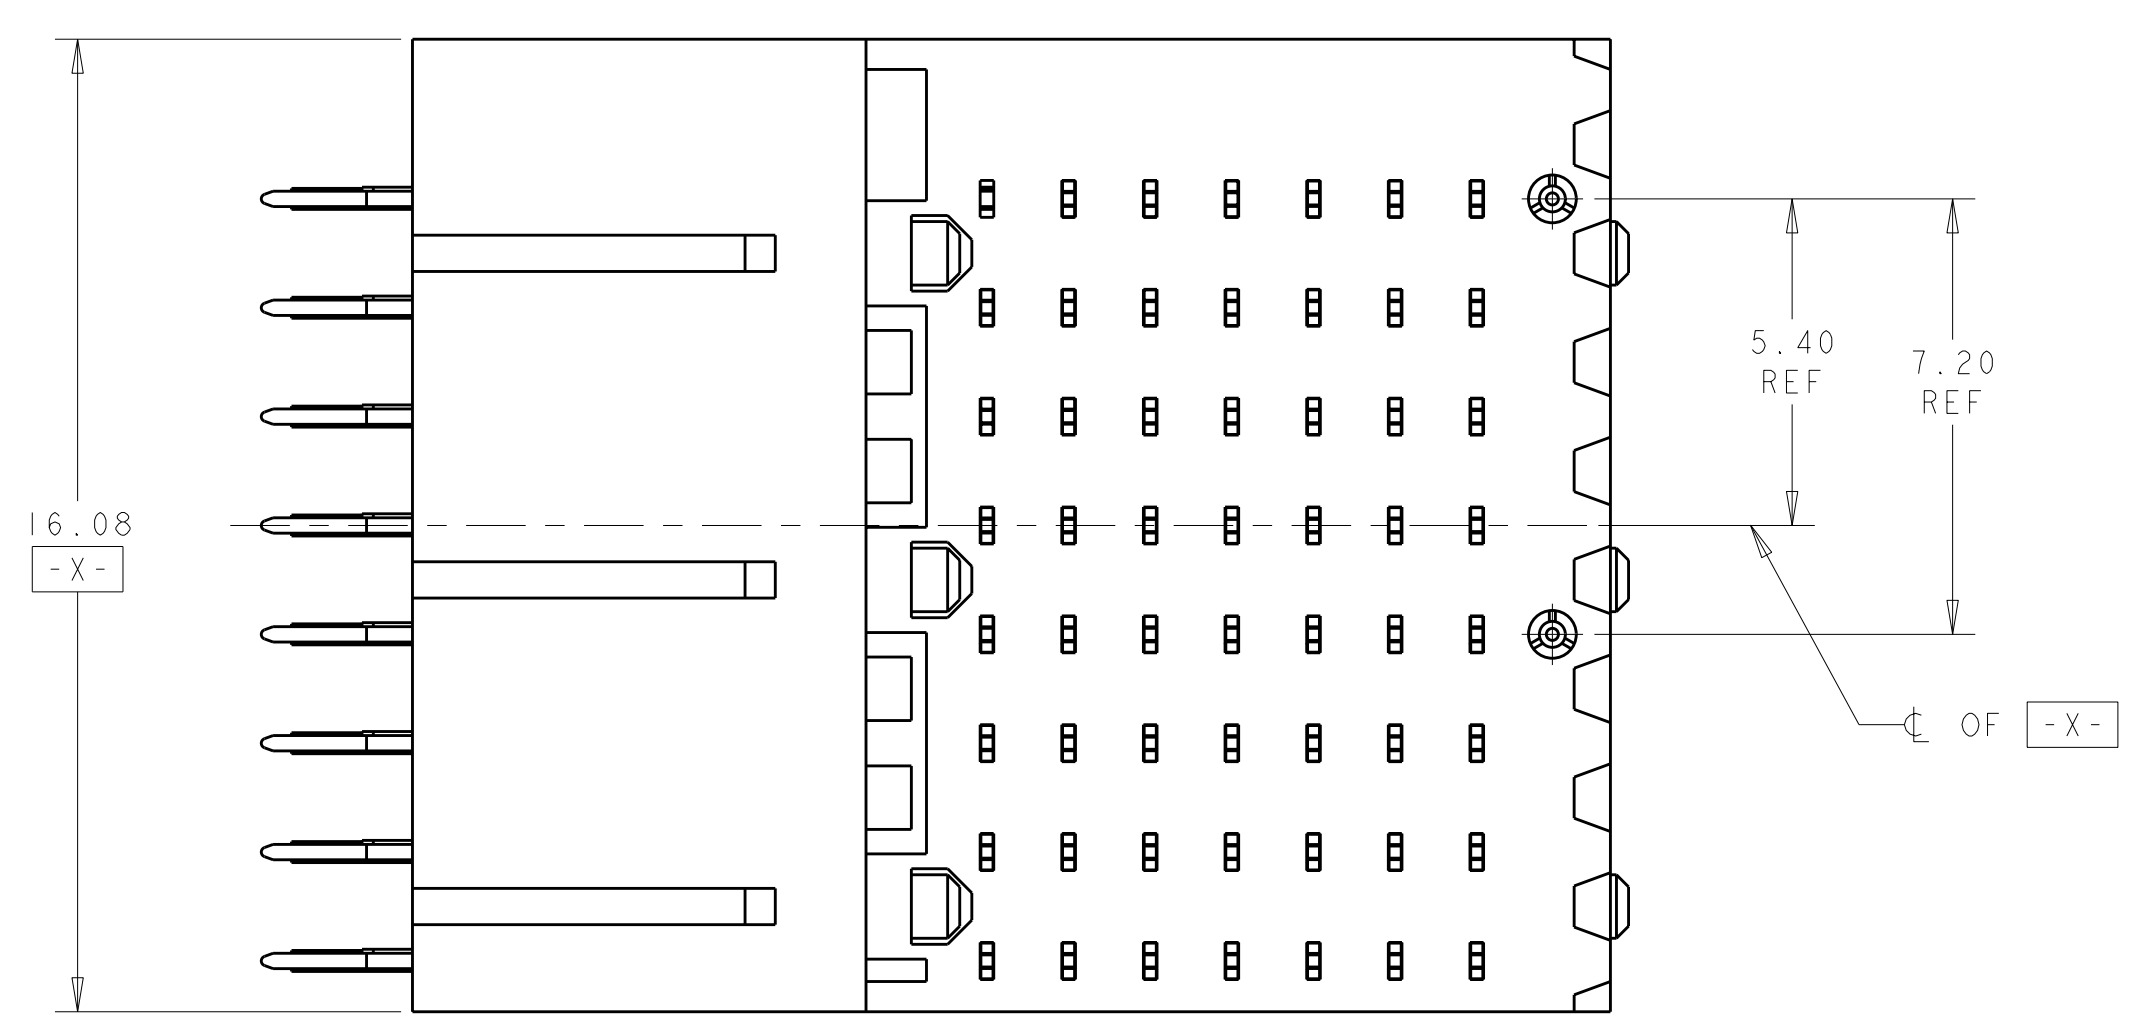 5.40
REF
7.20
REF
16.08
-X-
℄ OF -X-